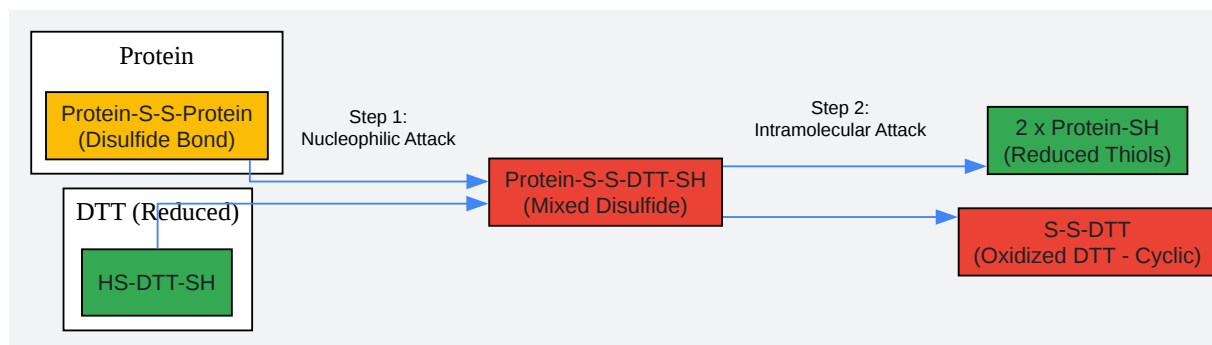 Protein
Protein-S-S-Protein
(Disulfide Bond)
Step 1:
Nucleophilic Attack
DTT (Reduced)
HS-DTT-SH
Protein-S-S-DTT-SH
(Mixed Disulfide)
Step 2:
Intramolecular Attack
2 x Protein-SH
(Reduced Thiols)
S-S-DTT
(Oxidized DTT - Cyclic)